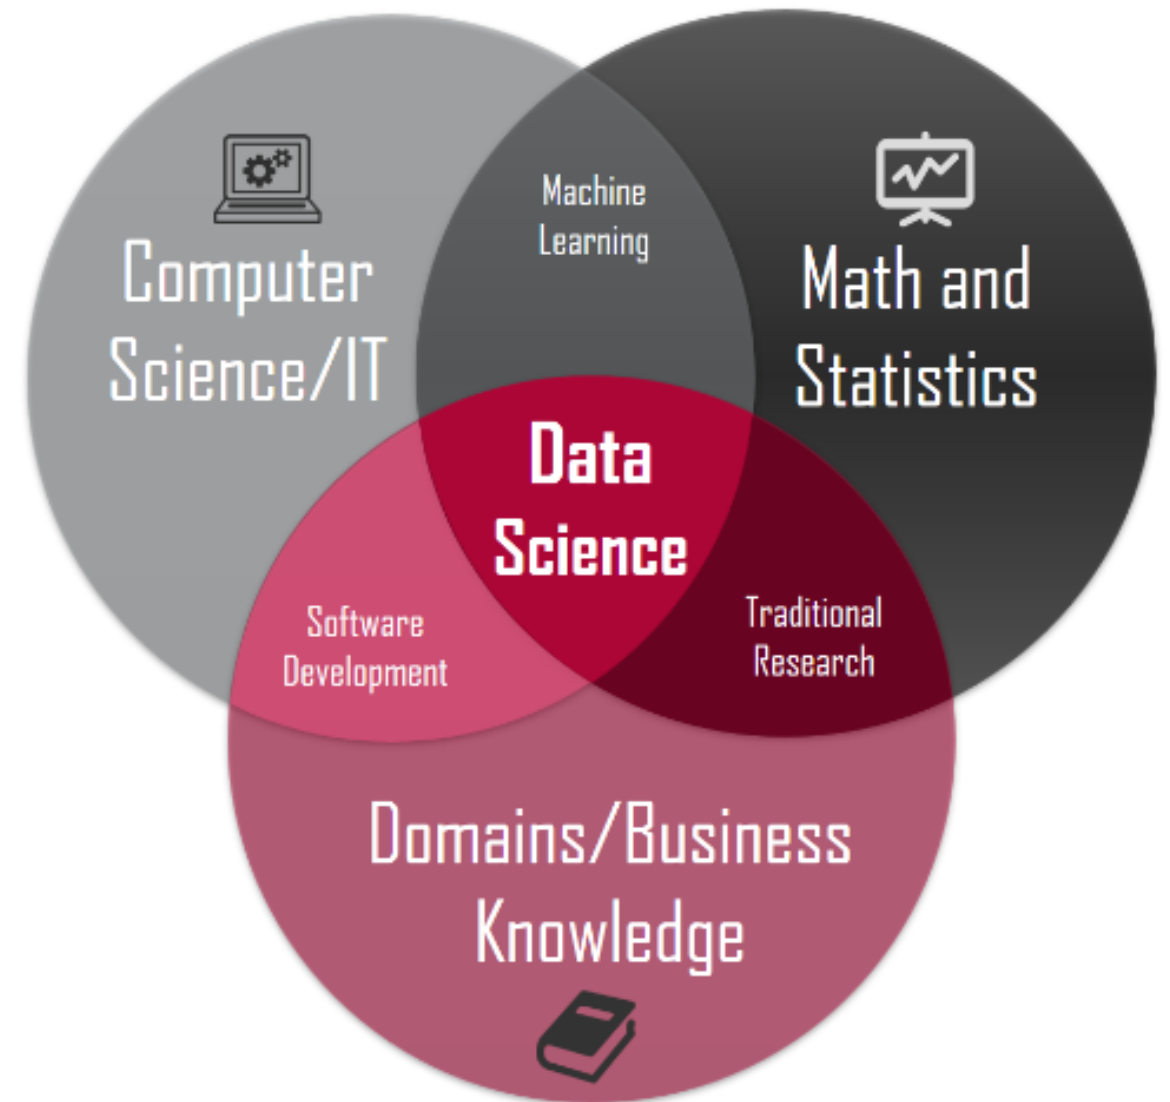 Machine
Learning
Computer
Science/IT
Math and
Statistics
Data
Science
Software
Development
Traditional
Research
Domains/Business
Knowledge